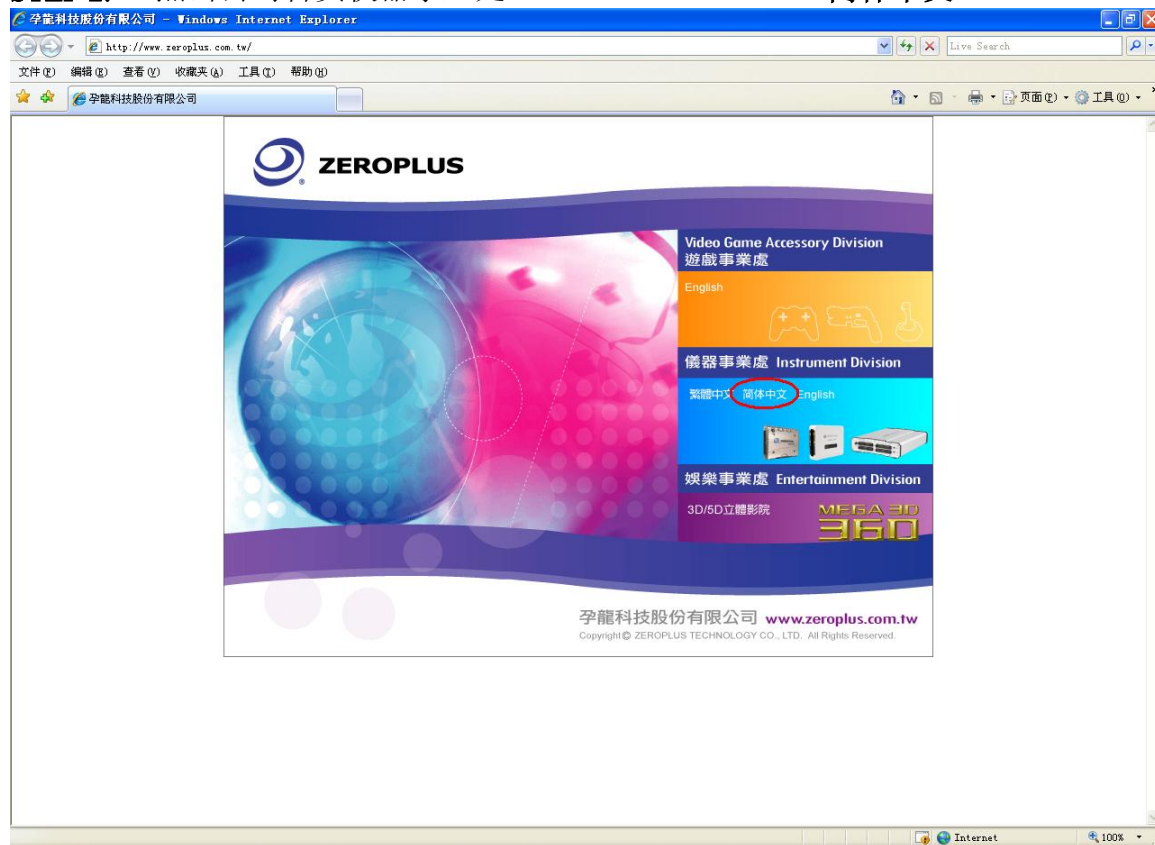 孕龍科技股份有限公司 - Windows Internet Explorer
http://www.zeroplus.com.tw/
Live Search
文件(F) 编辑(E) 查看(V) 收藏夹(A) 工具(T) 帮助(H)
孕龍科技股份有限公司
页面(P) 工具(O)
ZEROPLUS
Video Game Accessory Division
遊戲事業處
English
儀器事業處 Instrument Division
繁體中文 简体中文 English
娛樂事業處 Entertainment Division
3D/5D立體影院 MEGA 3D
360
孕龍科技股份有限公司 www.zeroplus.com.tw
Copyright© ZEROPLUS TECHNOLOGY CO., LTD. All Rights Reserved.
Internet 100%